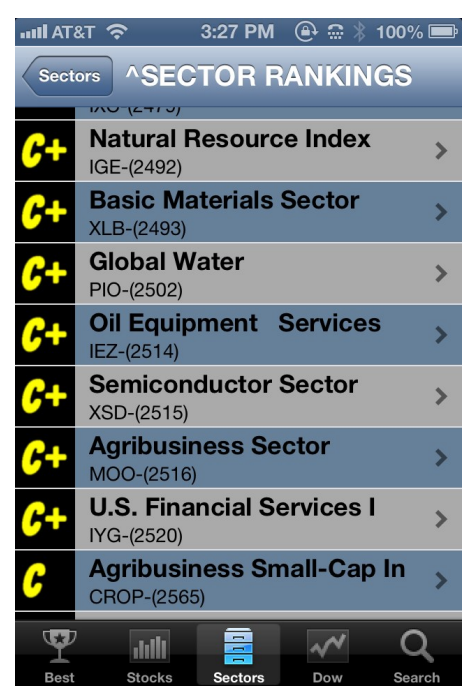 AT&T 3:27 PM 100%
Sectors ^SECTOR RANKINGS
IXC-(2475)
C+ Natural Resource Index
IGE-(2492)
C+ Basic Materials Sector
XLB-(2493)
C+ Global Water
PIO-(2502)
C+ Oil Equipment Services
IEZ-(2514)
C+ Semiconductor Sector
XSD-(2515)
C+ Agribusiness Sector
MOO-(2516)
C+ U.S. Financial Services I
IYG-(2520)
C Agribusiness Small-Cap In
CROP-(2565)
Best Stocks Sectors Dow Search